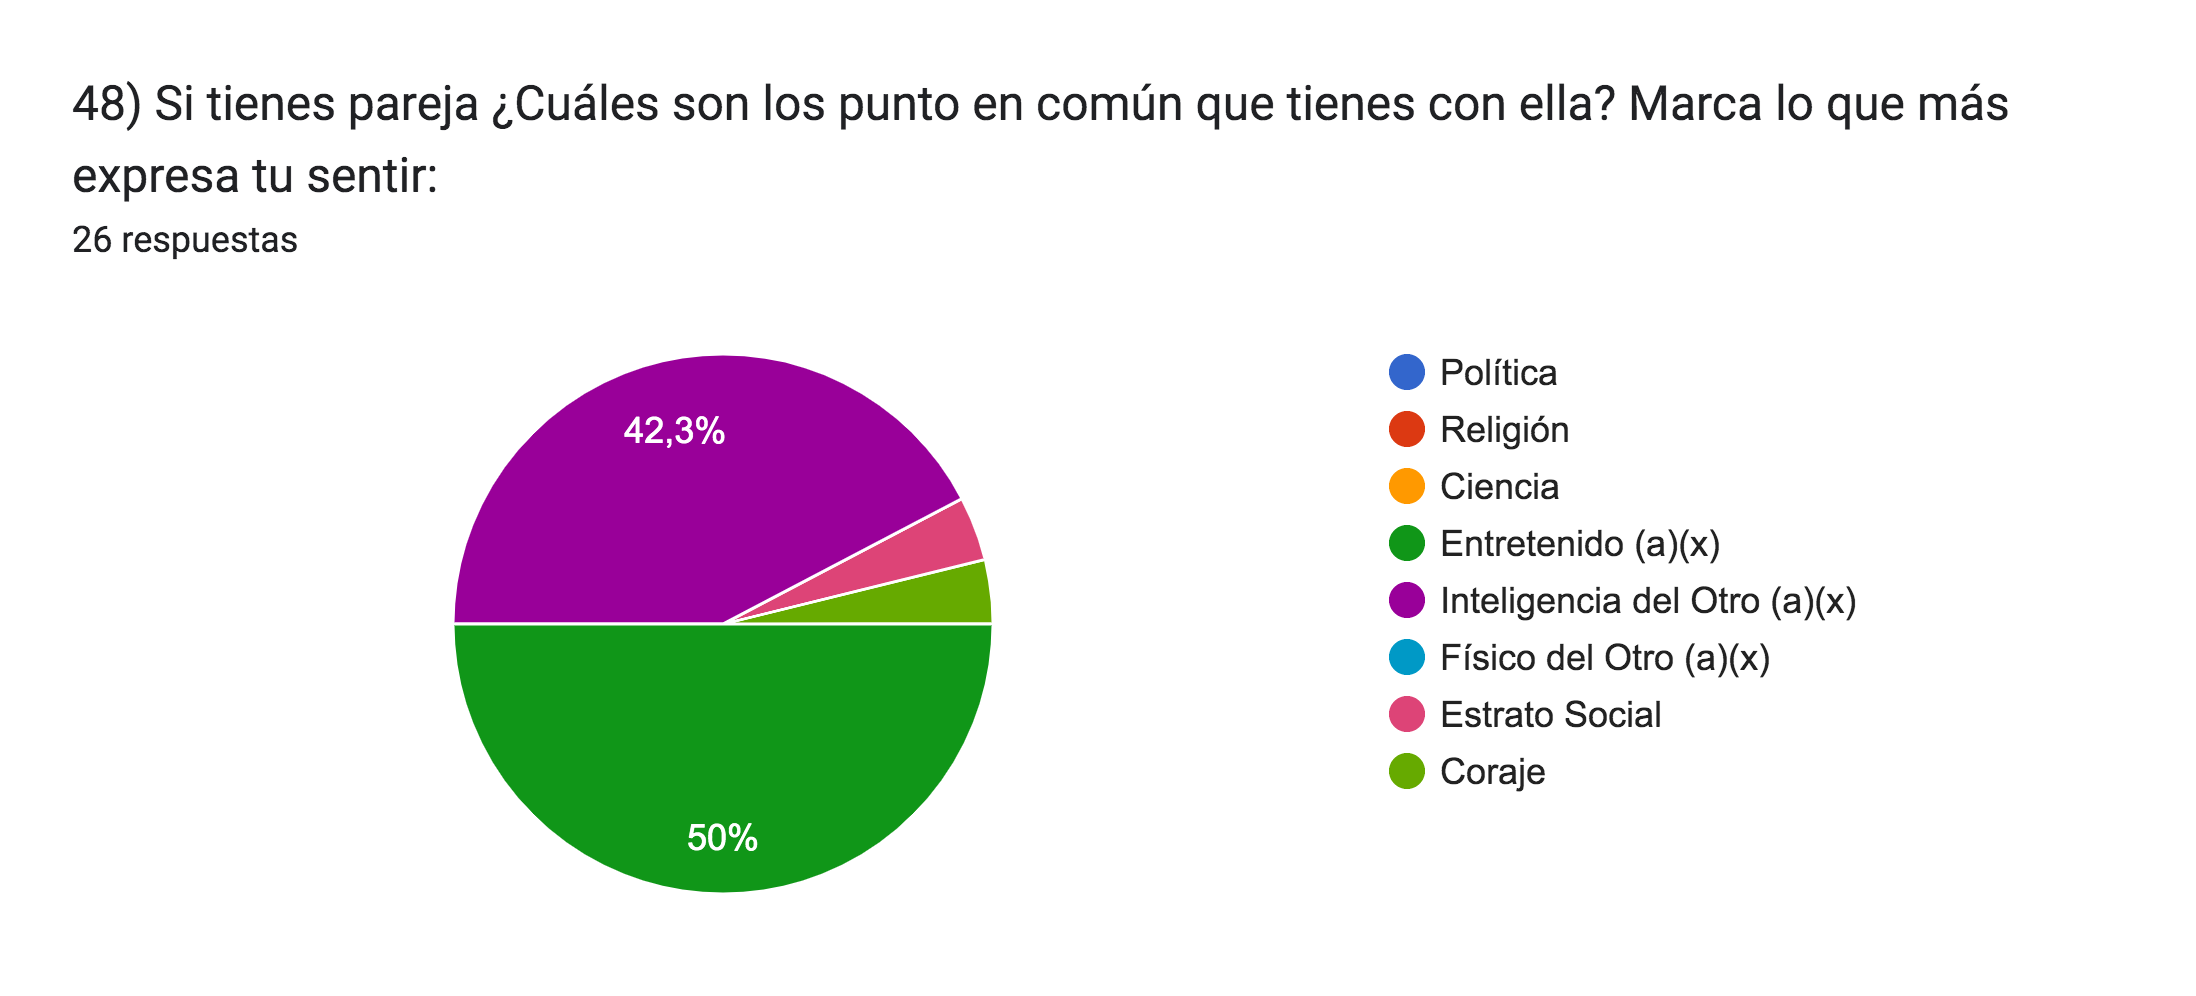 48) Si tienes pareja ¿Cuáles son los punto en común que tienes con ella? Marca lo que más
expresa tu sentir:
26 respuestas
42,3%
50%
Política
Religión
Ciencia
Entretenido (a)(x)
Inteligencia del Otro (a)(x)
Físico del Otro (a)(x)
Estrato Social
Coraje